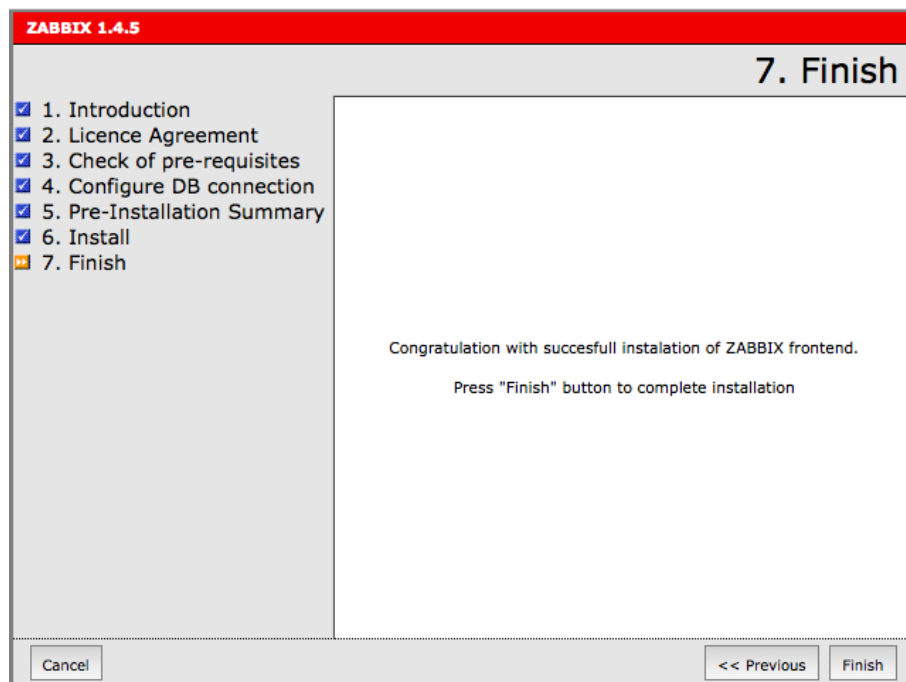 ZABBIX 1.4.5
7. Finish
1. Introduction
2. Licence Agreement
3. Check of pre-requisites
4. Configure DB connection
5. Pre-Installation Summary
6. Install
7. Finish
Congratulation with succesfull instalation of ZABBIX frontend.
Press "Finish" button to complete installation
Cancel
<< Previous
Finish